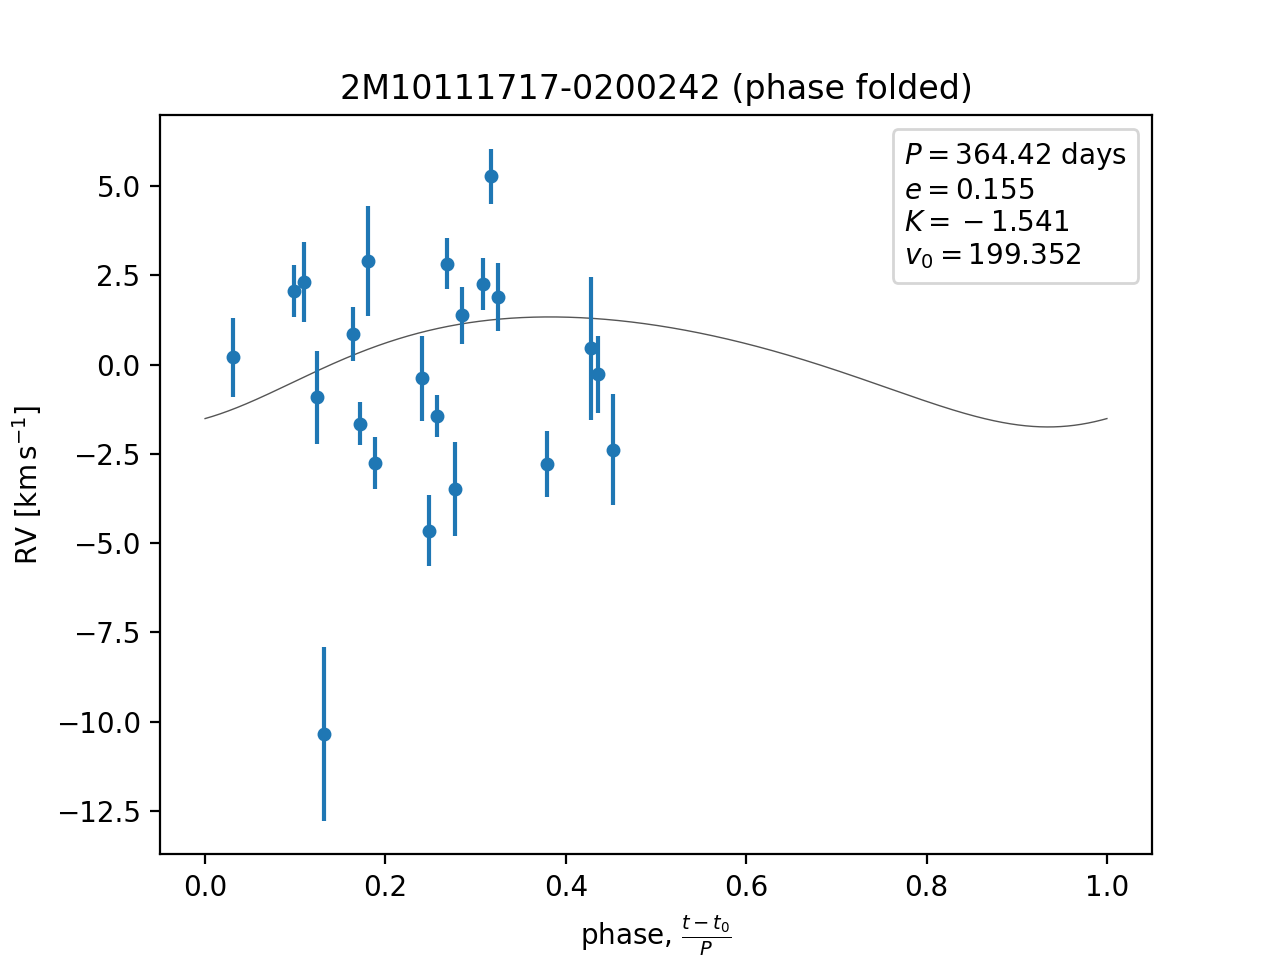 2M10111717-0200242 (phase folded)
P = 364.42 days
e = 0.155
K = −1.541
v₀ = 199.352
5.0
2.5
0.0
−2.5
−5.0
−7.5
−10.0
−12.5
RV [km s⁻¹]
0.0 0.2 0.4 0.6 0.8 1.0
phase, (t − t₀)/P